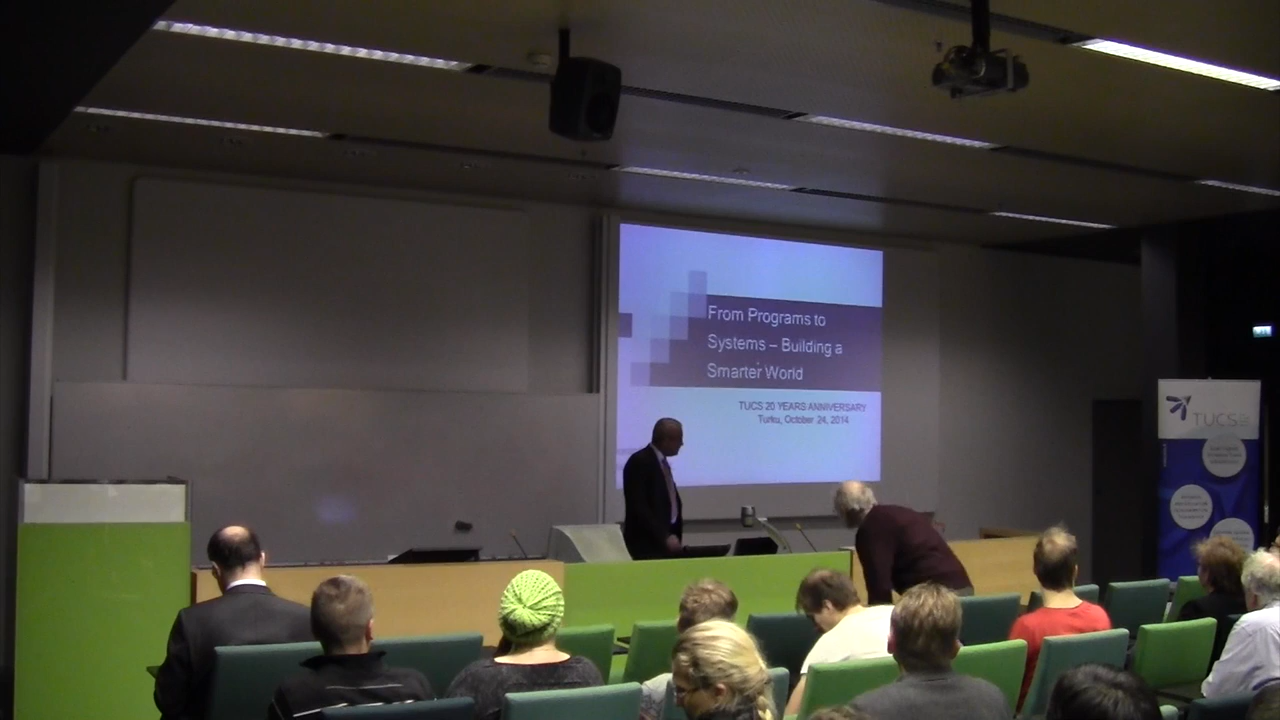 From Programs to
Systems – Building a
Smarter World
TUCS 20 YEARS ANNIVERSARY
Turku, October 24, 2014
TUCS